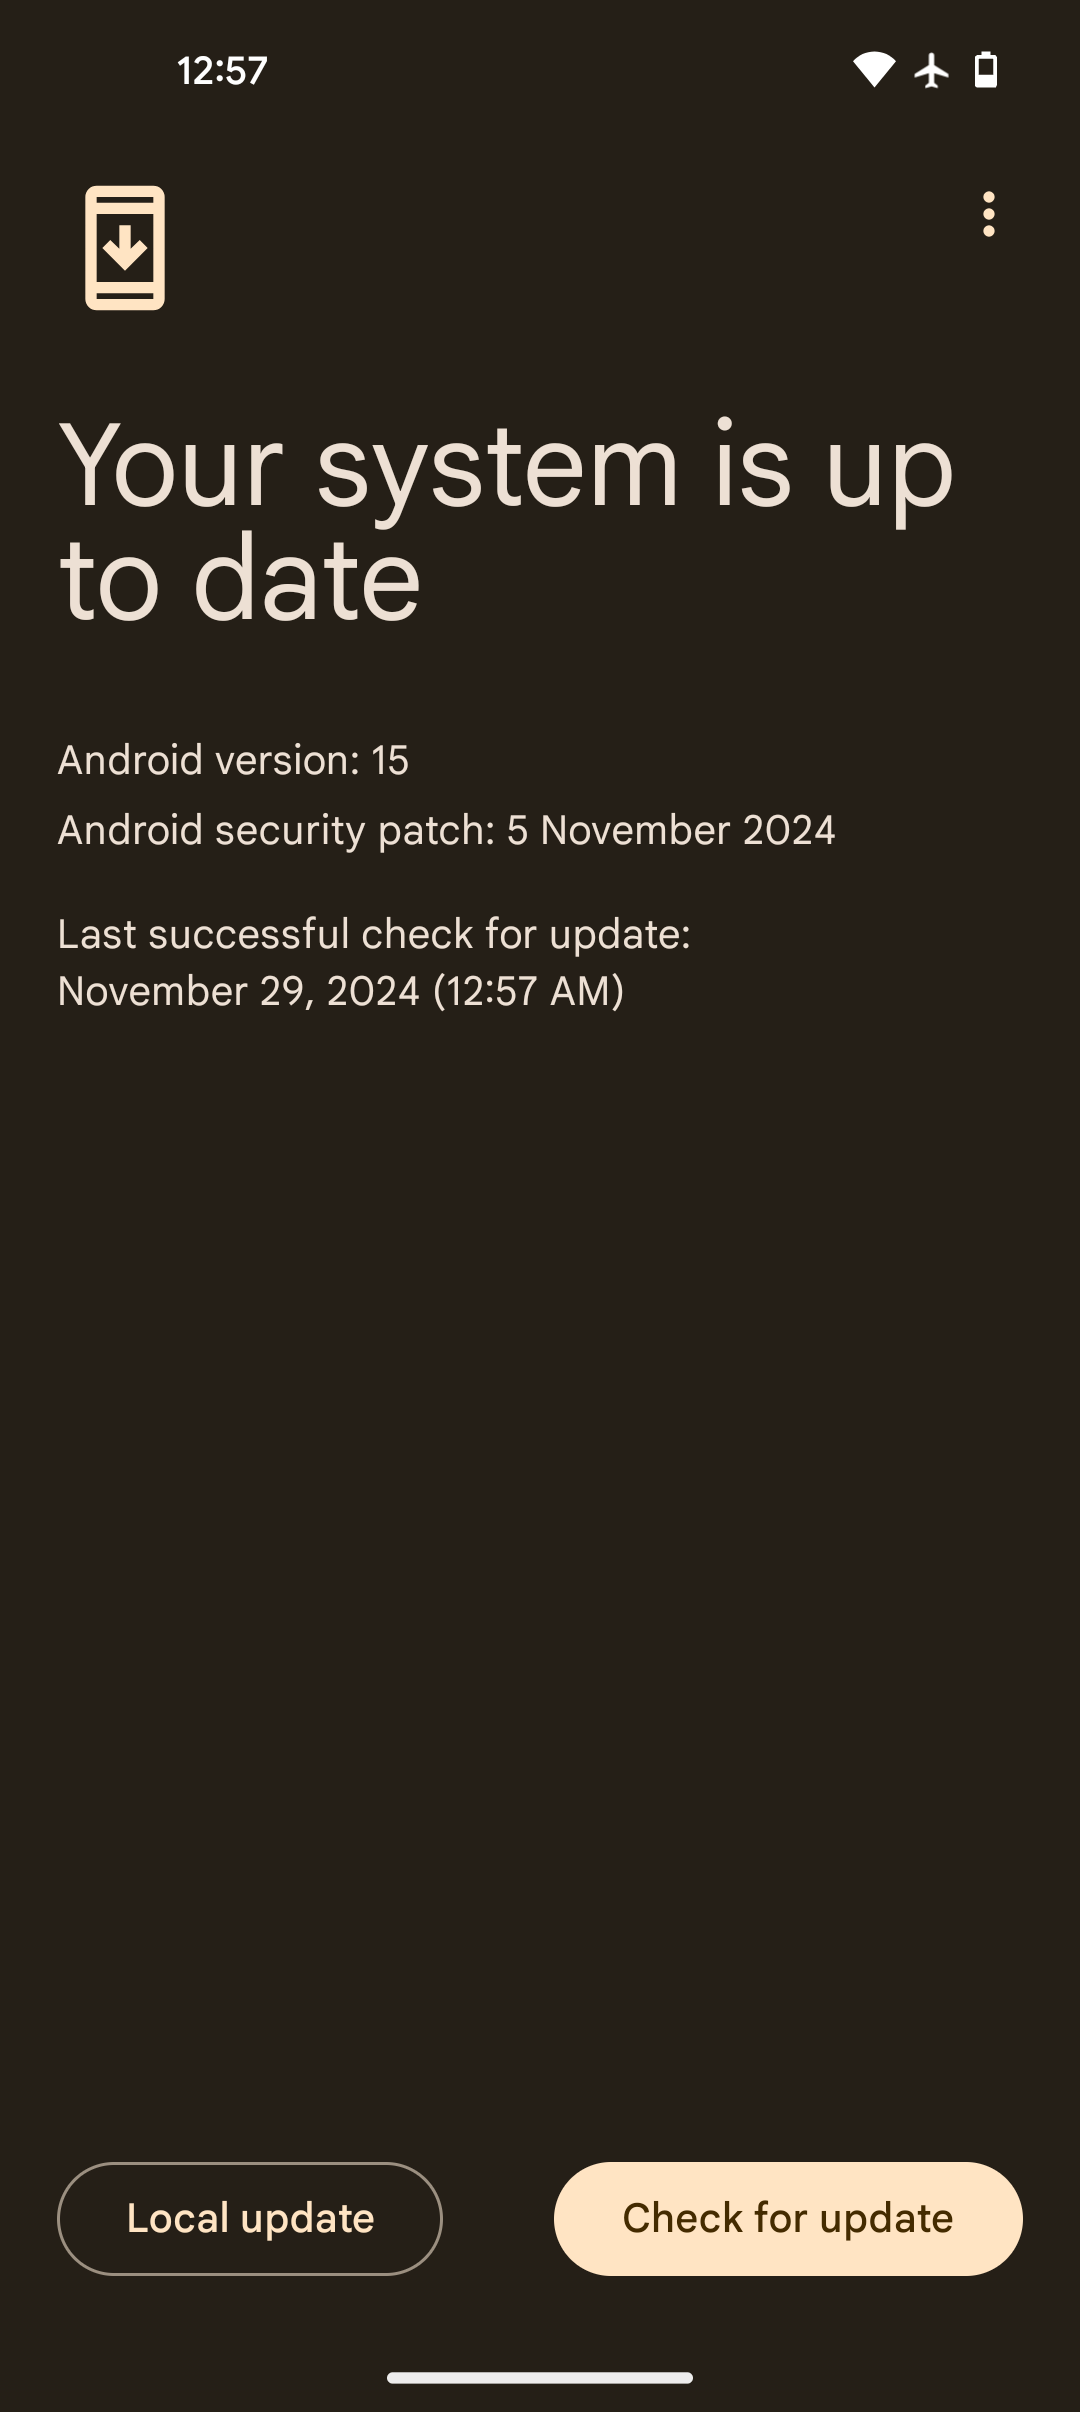 12:57
Your system is up
to date
Android version: 15
Android security patch: 5 November 2024
Last successful check for update:
November 29, 2024 (12:57 AM)
Local update
Check for update